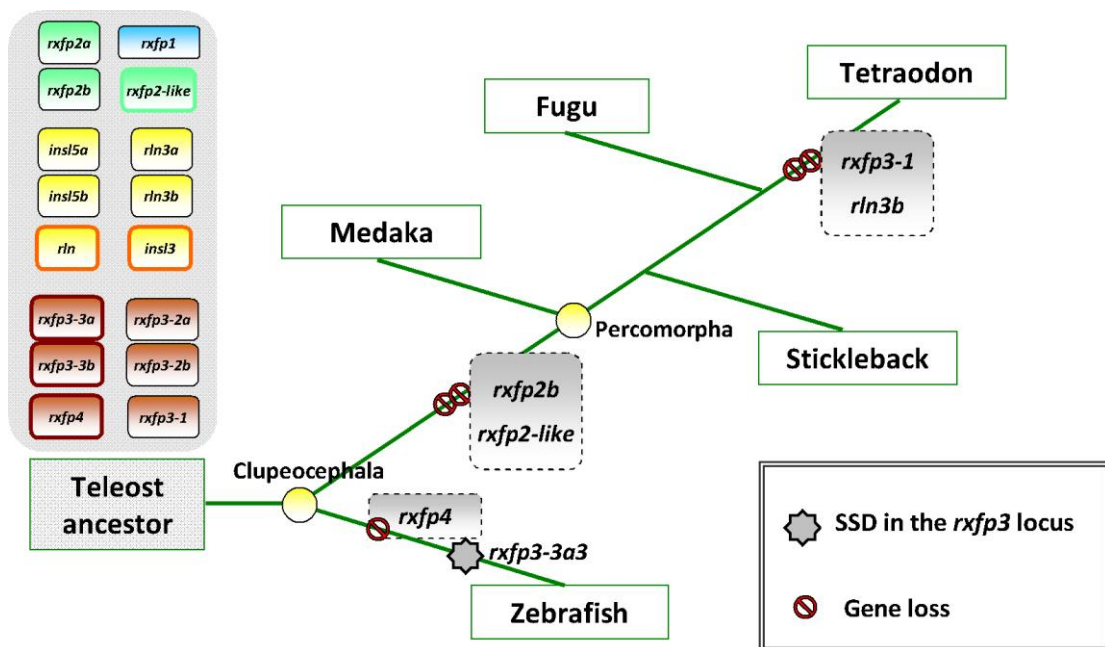 rxfp2a rxfp1
rxfp2b rxfp2-like
insl5a rln3a
insl5b rln3b
rln insl3
rxfp3-3a rxfp3-2a
rxfp3-3b rxfp3-2b
rxfp4 rxfp3-1
Teleost
ancestor
Clupeocephala
rxfp4
rxfp3-3a3
Zebrafish
rxfp2b
rxfp2-like
Medaka
Percomorpha
Stickleback
Fugu
Tetraodon
rxfp3-1
rln3b
SSD in the rxfp3 locus
Gene loss